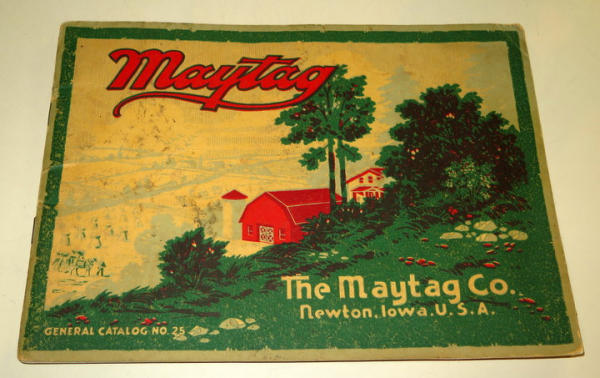 Maytag
The Maytag Co.
Newton, Iowa. U.S.A.
GENERAL CATALOG NO. 25